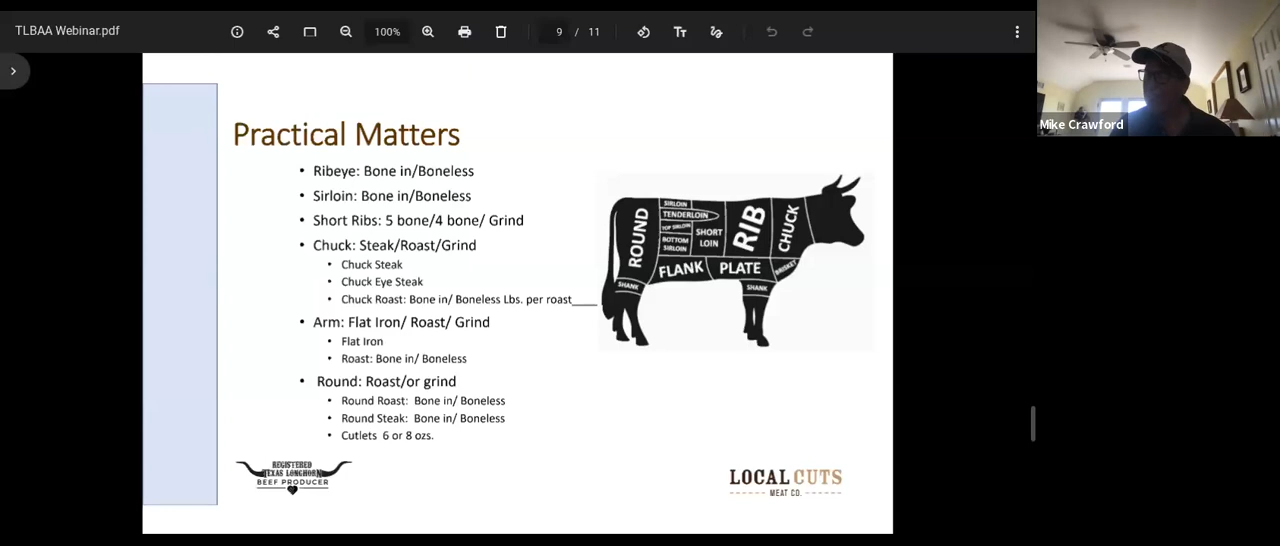 TLBAA Webinar.pdf
100%
9 / 11
Mike Crawford
Practical Matters
• Ribeye: Bone in/Boneless
• Sirloin: Bone in/Boneless
• Short Ribs: 5 bone/4 bone/ Grind
• Chuck: Steak/Roast/Grind
• Chuck Steak
• Chuck Eye Steak
• Chuck Roast: Bone in/ Boneless Lbs. per roast____
• Arm: Flat Iron/ Roast/ Grind
• Flat Iron
• Roast: Bone in/ Boneless
• Round: Roast/or grind
• Round Roast: Bone in/ Boneless
• Round Steak: Bone in/ Boneless
• Cutlets 6 or 8 ozs.
ROUND
SIRLOIN
TENDERLOIN
TOP SIRLOIN
BOTTOM
SIRLOIN
SHORT
LOIN
RIB
CHUCK
FLANK
PLATE
BRISKET
SHANK
SHANK
REGISTERED
TEXAS LONGHORN
BEEF PRODUCER
LOCAL CUTS
MEAT CO.